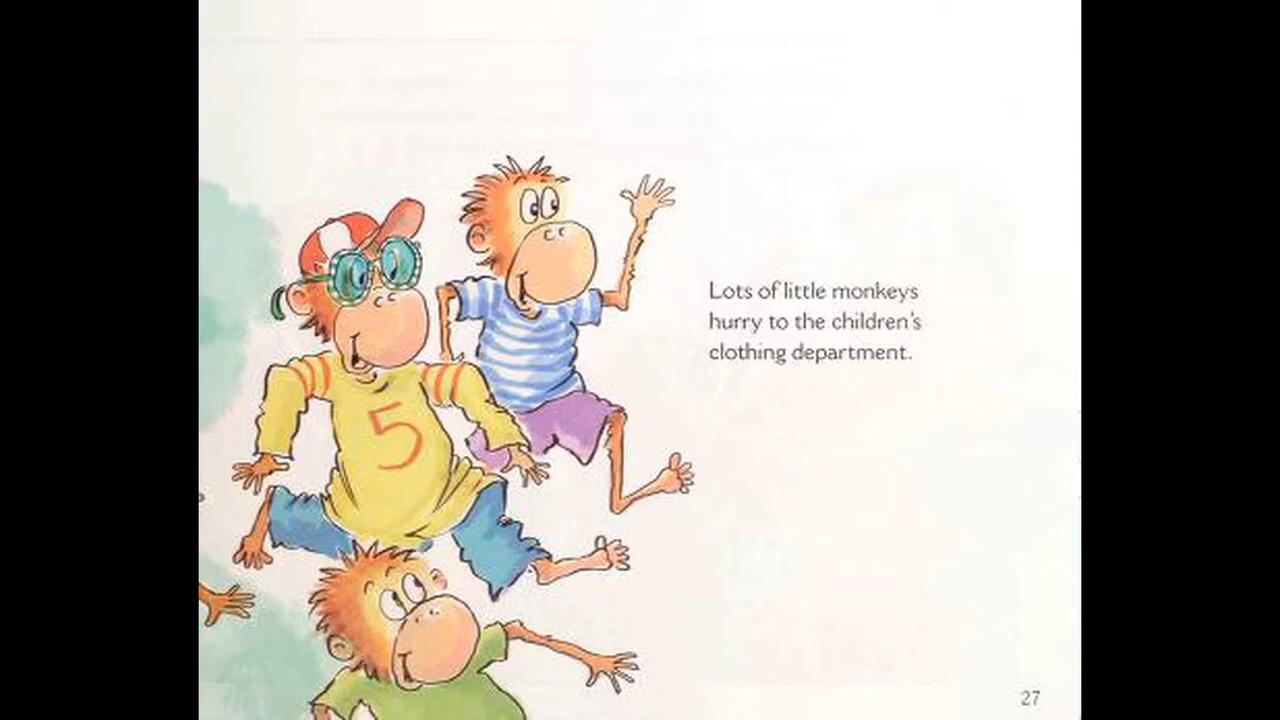 5
Lots of little monkeys
hurry to the children's
clothing department.
27